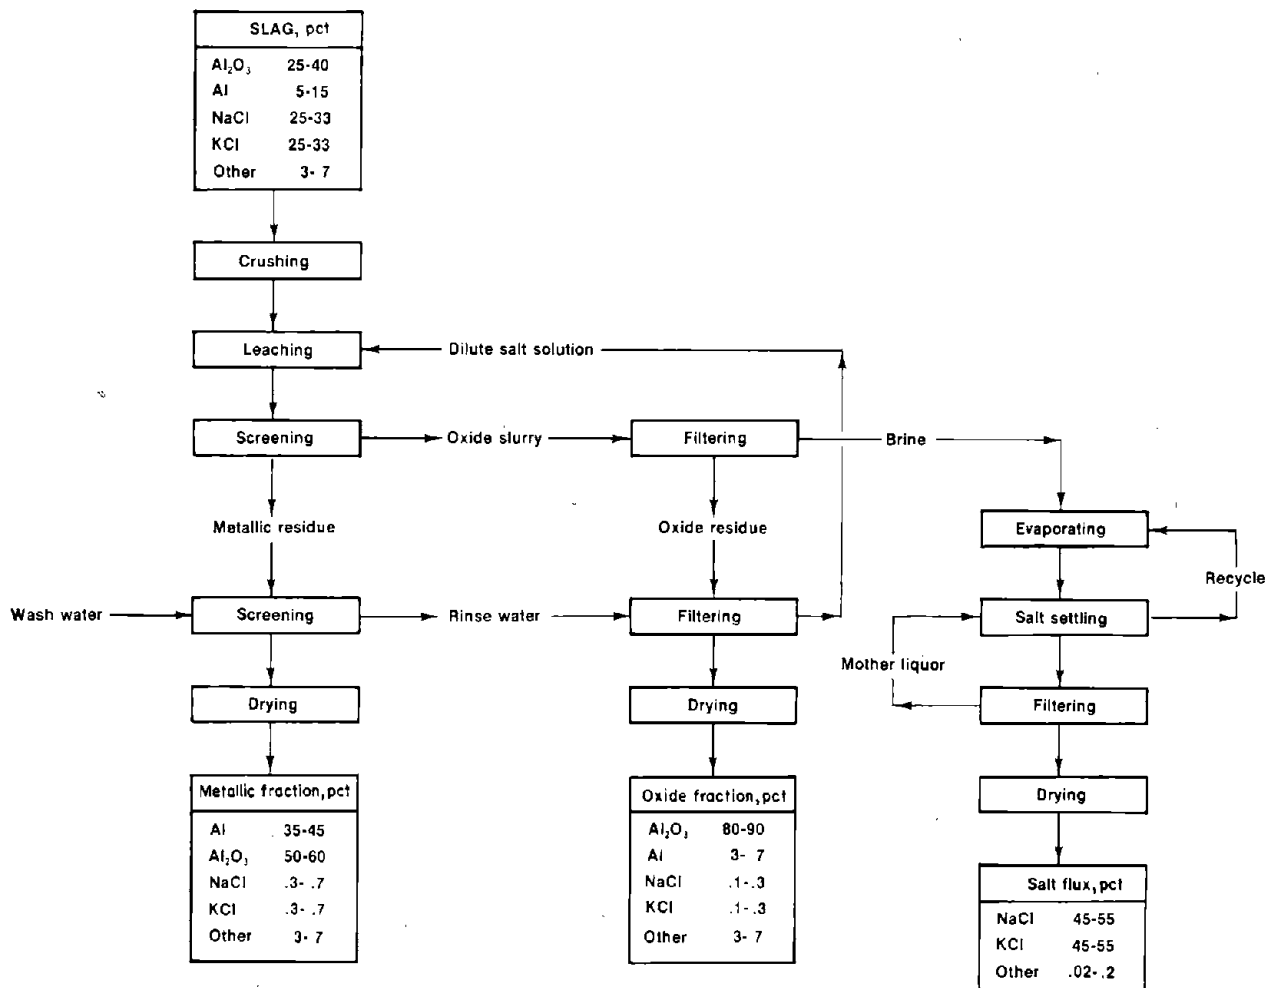 SLAG, pct
Al₂O₃ 25-40
Al 5-15
NaCl 25-33
KCl 25-33
Other 3- 7
Crushing
Leaching
Dilute salt solution
Screening
Oxide slurry
Filtering
Brine
Metallic residue
Oxide residue
Evaporating
Recycle
Wash water
Screening
Rinse water
Filtering
Salt settling
Mother liquor
Drying
Drying
Filtering
Metallic fraction, pct
Al 35-45
Al₂O₃ 50-60
NaCl .3- .7
KCl .3- .7
Other 3- 7
Oxide fraction, pct
Al₂O₃ 80-90
Al 3- 7
NaCl .1-.3
KCl .1-.3
Other 3- 7
Drying
Salt flux, pct
NaCl 45-55
KCl 45-55
Other .02-.2